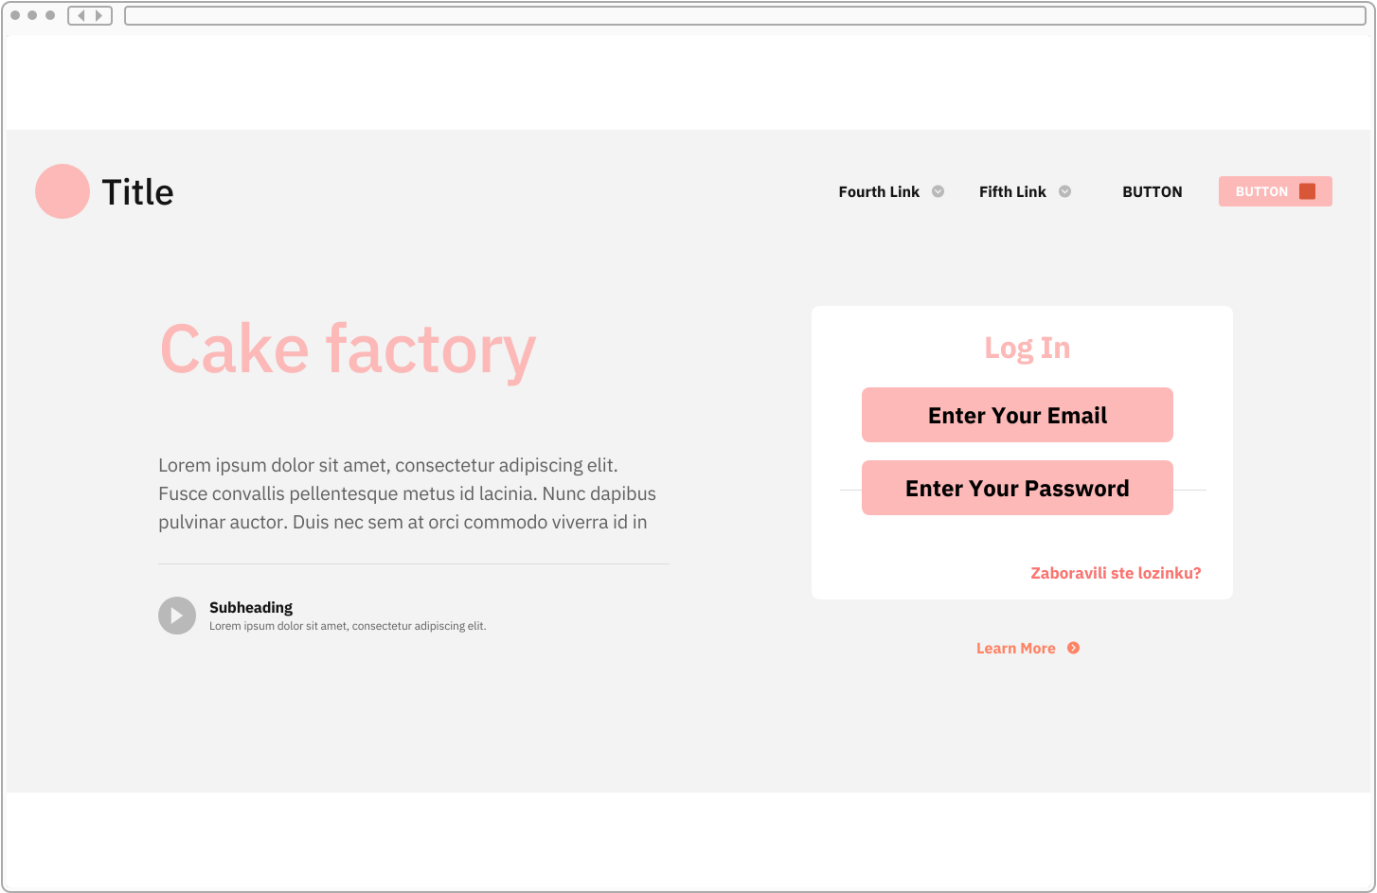 Title
Fourth Link
Fifth Link
BUTTON
BUTTON
Cake factory
Lorem ipsum dolor sit amet, consectetur adipiscing elit.
Fusce convallis pellentesque metus id lacinia. Nunc dapibus
pulvinar auctor. Duis nec sem at orci commodo viverra id in
Subheading
Lorem ipsum dolor sit amet, consectetur adipiscing elit.
Log In
Enter Your Email
Enter Your Password
Zaboravili ste lozinku?
Learn More